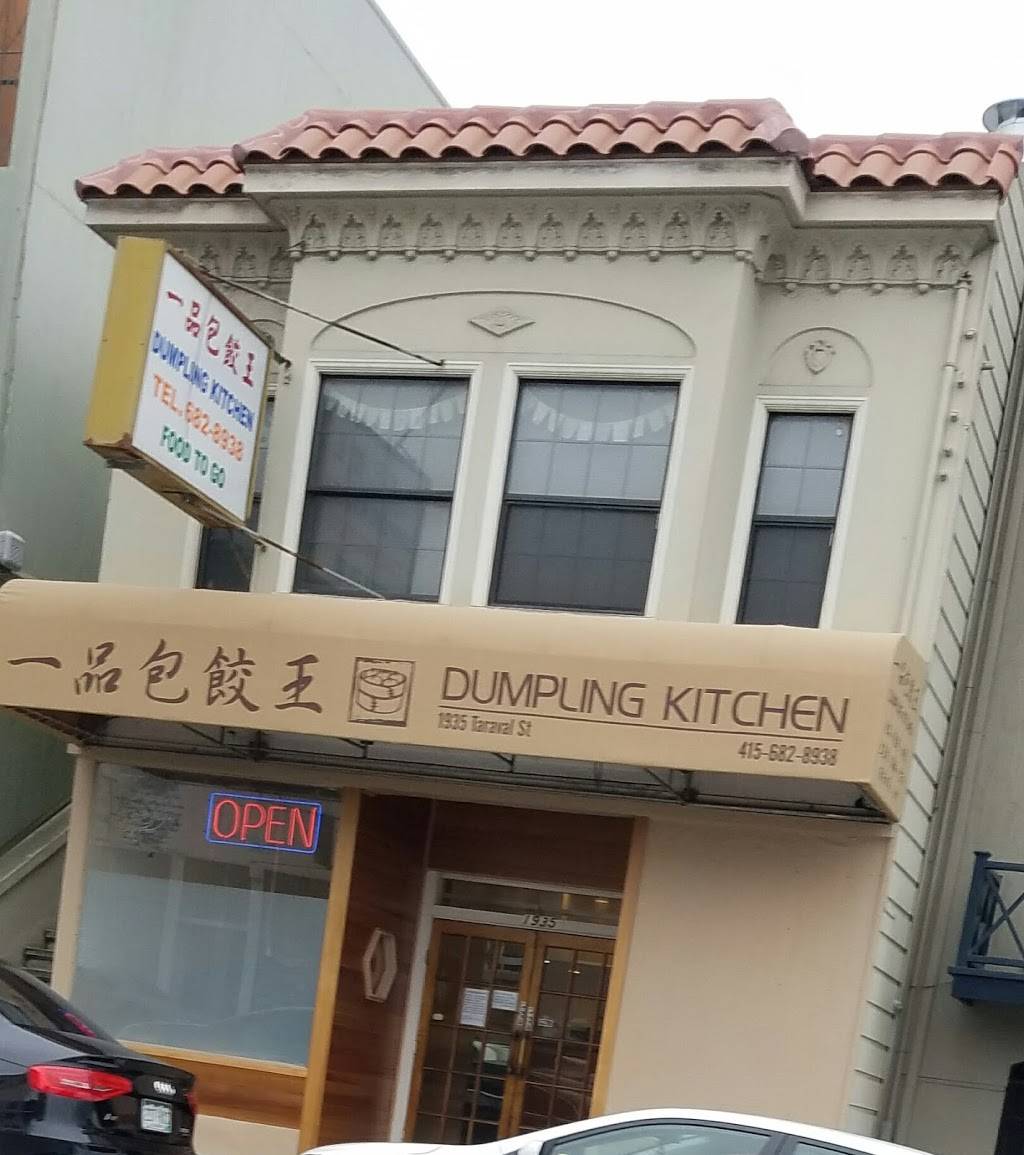 一品包餃王
DUMPLING KITCHEN
TEL. 682-8938
FOOD TO GO
一品包餃王
DUMPLING KITCHEN
1935 Taraval St
415-682-8938
OPEN
1935